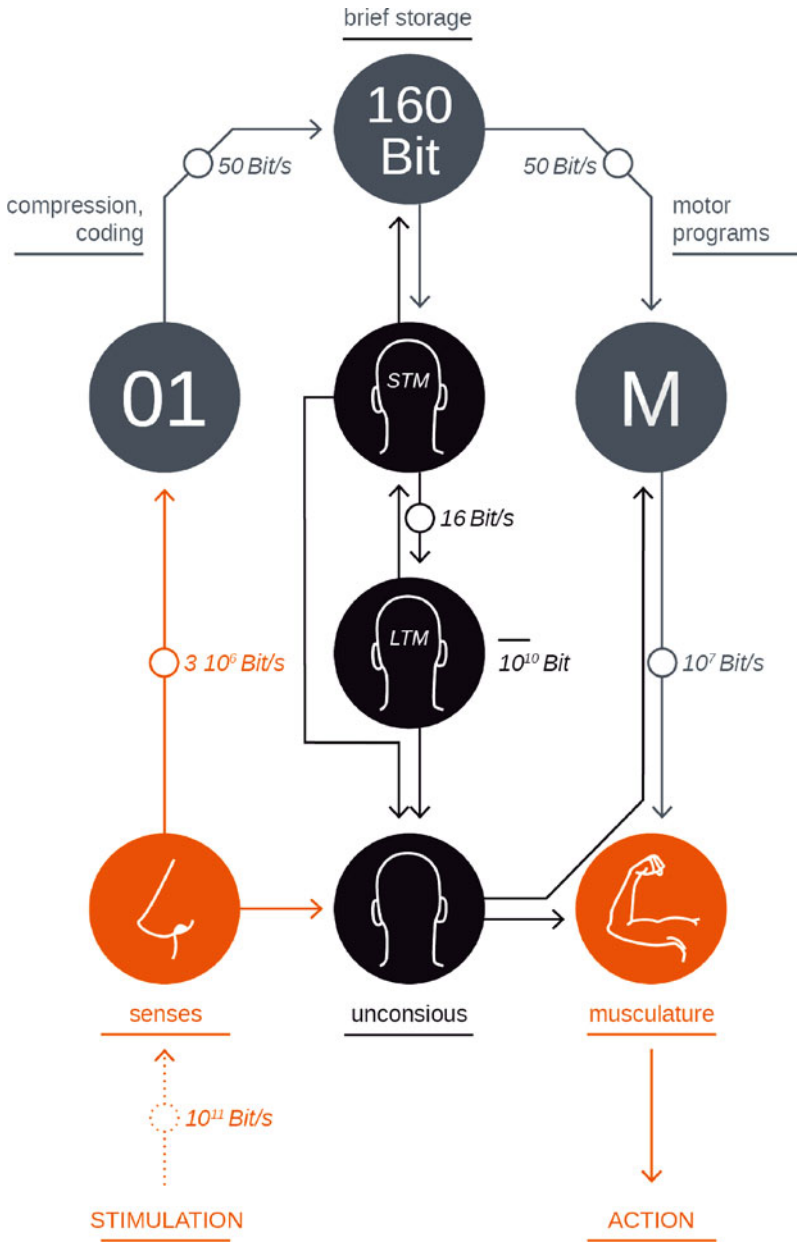 brief storage
160
Bit
50 Bit/s
50 Bit/s
compression,
coding
motor
programs
01
STM
M
16 Bit/s
LTM
3 10⁶ Bit/s
10¹⁰ Bit
10⁷ Bit/s
senses
unconsious
musculature
10¹¹ Bit/s
STIMULATION
ACTION